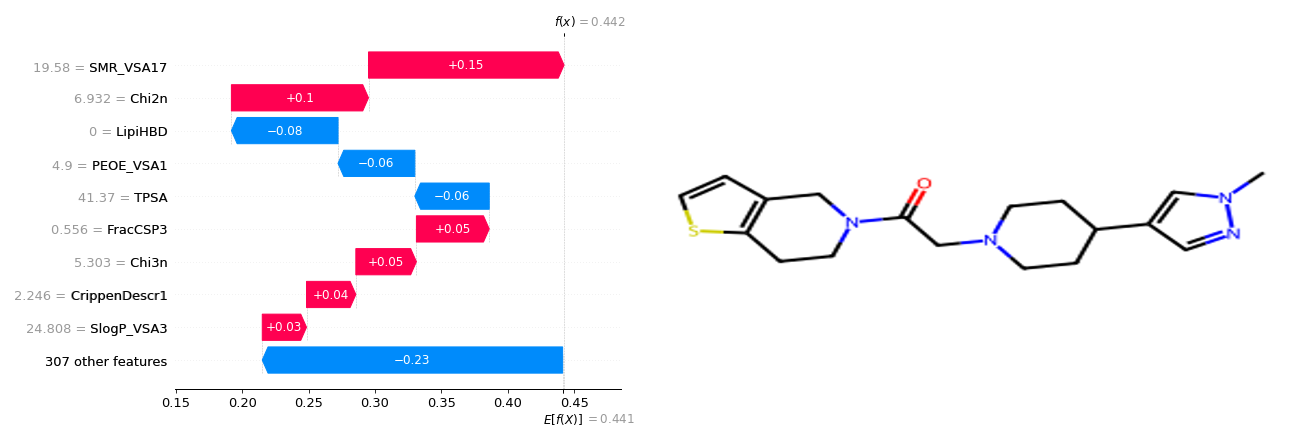 f(x) = 0.442
19.58 = SMR_VSA17
+0.15
6.932 = Chi2n
+0.1
0 = LipiHBD
−0.08
4.9 = PEOE_VSA1
−0.06
41.37 = TPSA
−0.06
0.556 = FracCSP3
+0.05
5.303 = Chi3n
+0.05
2.246 = CrippenDescr1
+0.04
24.808 = SlogP_VSA3
+0.03
307 other features
−0.23
0.15 0.20 0.25 0.30 0.35 0.40 0.45
E[f(X)] = 0.441
O
N
S
N
N
N